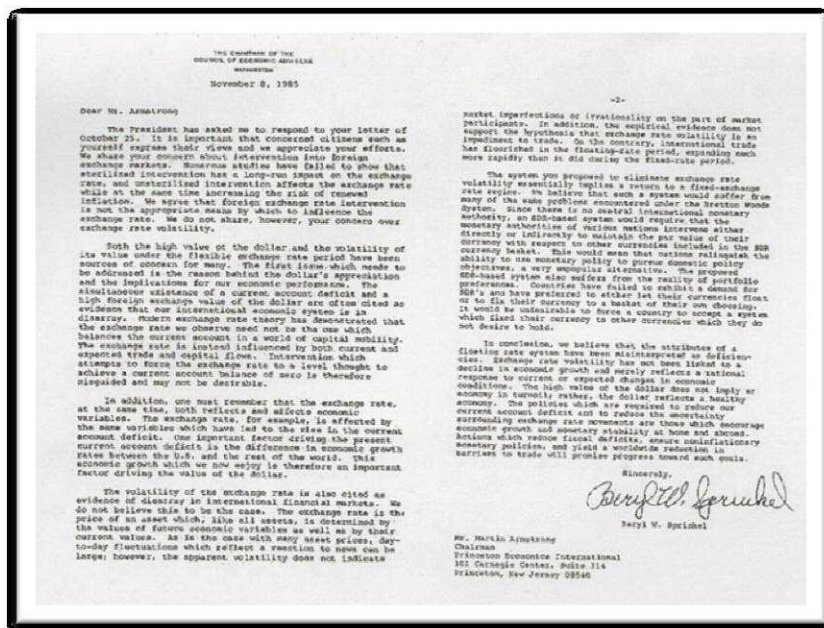 THE CHAIRMAN OF THE
COUNCIL OF ECONOMIC ADVISERS
WASHINGTON
November 8, 1985
Dear Mr. Armstrong
The President has asked me to respond to your letter of
October 25. It is important that concerned citizens such as
yourself express their views and we appreciate your efforts.
We share your concern about intervention into foreign
exchange markets. Numerous studies have failed to show that
sterilized intervention has a long-run impact on the exchange
rate, and unsterilized intervention affects the exchange rate
while at the same time increasing the risk of renewed
inflation. We agree that foreign exchange rate intervention
is not the appropriate means by which to influence the
exchange rate. We do not share, however, your concern over
exchange rate volatility.
Both the high value of the dollar and the volatility of
its value under the flexible exchange rate period have been
sources of concern for many. The first issue which needs to
be addressed is the reason behind the dollar's appreciation
and the implications for our economic performance. The
simultaneous existence of a current account deficit and a
high foreign exchange value of the dollar are often cited as
evidence that our international economic system is in
disarray. Modern exchange rate theory has demonstrated that
the exchange rate we observe need not be the one which
balances the current account in a world of capital mobility.
The exchange rate is instead influenced by both current and
expected trade and capital flows. Intervention which
attempts to force the exchange rate to a level thought to
achieve a current account balance of zero is therefore
misguided and may not be desirable.
In addition, one must remember that the exchange rate,
at the same time, both reflects and affects economic
variables. The exchange rate, for example, is affected by
the same variables which have led to the rise in the current
account deficit. One important factor driving the present
current account deficit is the difference in economic growth
rates between the U.S. and the rest of the world. This
economic growth which we now enjoy is therefore an important
factor driving the value of the dollar.
The volatility of the exchange rate is also cited as
evidence of disarray in international financial markets. We
do not believe this to be the case. The exchange rate is the
price of an asset which, like all assets, is determined by
the values of future economic variables as well as by their
current values. As is the case with many asset prices, day-
to-day fluctuations which reflect a reaction to news can be
large; however, the apparent volatility does not indicate
-2-
market imperfections or irrationality on the part of market
participants. In addition, the empirical evidence does not
support the hypothesis that exchange rate volatility is an
impediment to trade. On the contrary, international trade
has flourished in the floating-rate period, expanding much
more rapidly than it did during the fixed-rate period.
The system you proposed to eliminate exchange rate
volatility essentially implies a return to a fixed-exchange
rate regime. We believe that such a system would suffer from
many of the same problems encountered under the Bretton Woods
System. Since there is no central international monetary
authority, an SDR-based system would require that the
monetary authorities of various nations intervene either
directly or indirectly to maintain the par value of their
currency with respect to other currencies included in the SDR
currency basket. This would mean that nations relinquish the
ability to use monetary policy to pursue domestic policy
objectives, a very unpopular alternative. The proposed
SDR-based system also suffers from the reality of portfolio
preferences. Countries have failed to exhibit a demand for
SDR's and have preferred to either let their currencies float
or to fix their currency to a basket of their own choosing.
It would be undesirable to force a country to accept a system
which fixed their currency to other currencies which they do
not desire to hold.
In conclusion, we believe that the attributes of a
floating rate system have been misinterpreted as deficien-
cies. Exchange rate volatility has not been linked to a
decline in economic growth and merely reflects a rational
response to current or expected changes in economic
conditions. The high value of the dollar does not imply an
economy in turmoil; rather, the dollar reflects a healthy
economy. The policies which are required to reduce our
current account deficit and to reduce the uncertainty
surrounding exchange rate movements are those which encourage
economic growth and monetary stability at home and abroad.
Actions which reduce fiscal deficits, ensure noninflationary
monetary policies, and yield a worldwide reduction in
barriers to trade will promise progress toward such goals.
Sincerely,
Beryl W. Sprinkel
Beryl W. Sprinkel
Mr. Martin Armstrong
Chairman
Princeton Economics International
101 Carnegie Center, Suite 314
Princeton, New Jersey 08540